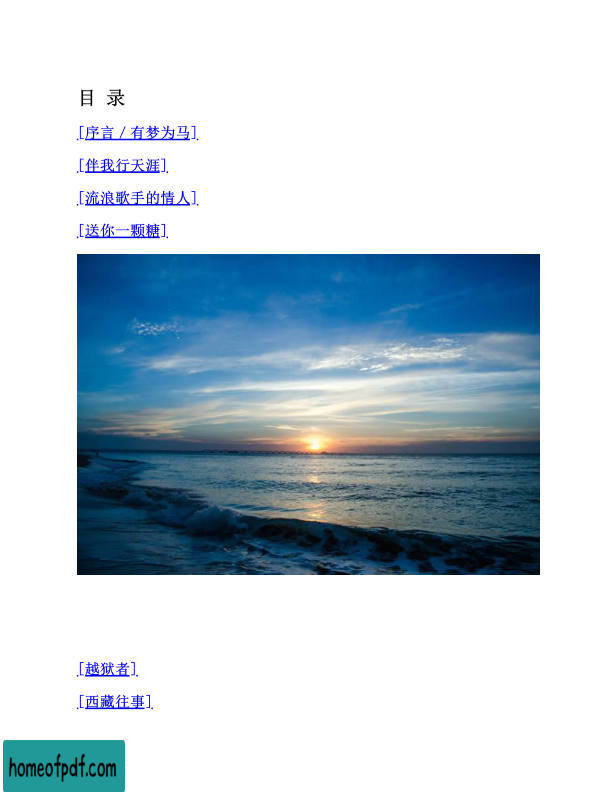 目 录
[序言／有梦为马]
[伴我行天涯]
[流浪歌手的情人]
[送你一颗糖]
[越狱者]
[西藏往事]
homeofpdf.com